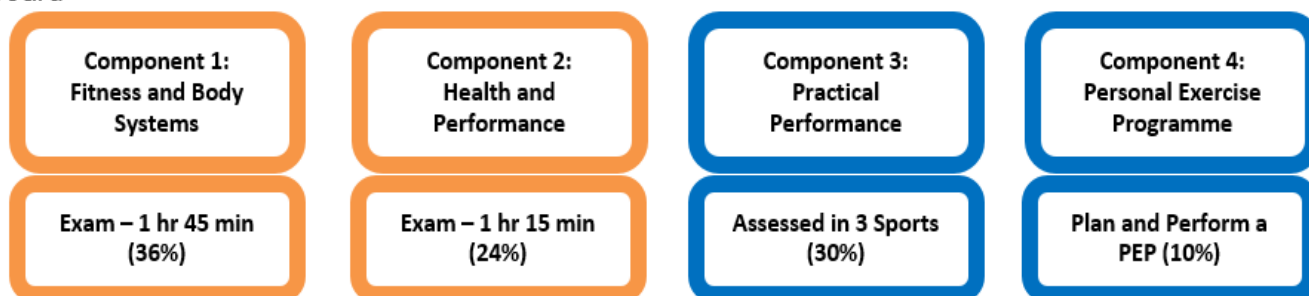 Component 1:
Fitness and Body
Systems
Component 2:
Health and
Performance
Component 3:
Practical
Performance
Component 4:
Personal Exercise
Programme
Exam – 1 hr 45 min
(36%)
Exam – 1 hr 15 min
(24%)
Assessed in 3 Sports
(30%)
Plan and Perform a
PEP (10%)